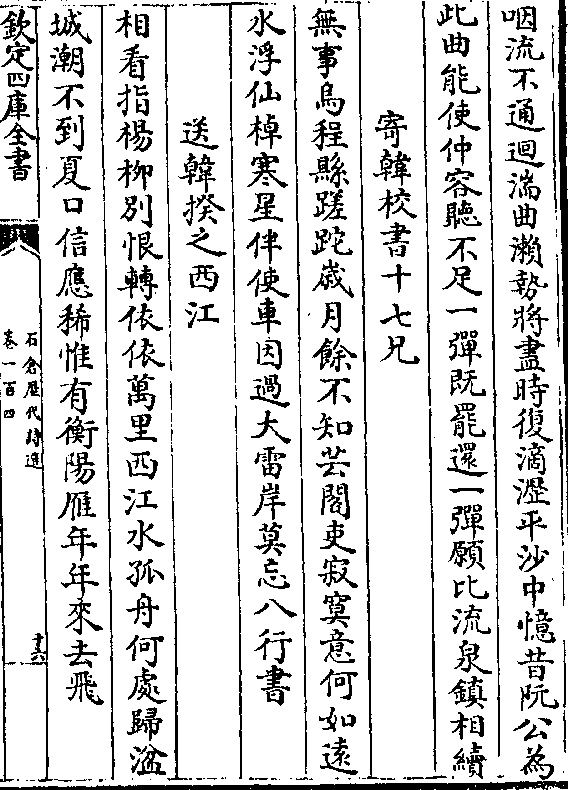 咽流不通迴湍曲瀨勢將盡時復滴瀝平沙中憶昔阮公為
此曲能使仲容聽不足一彈既罷還一彈願比流泉鎮相續
寄韓校書十七兄
無事烏程縣蹉跎歲月餘不知芸閣吏寂寞意何如逺
水浮仙棹寒星伴使車因過大雷岸莫忘八行書
送韓揆之西江
相看指楊栁別恨轉依依萬里西江水孤舟何處歸湓
城潮不到夏口信應稀惟有衡陽雁年年來去飛
欽定四庫全書
石倉歴代詩選
卷一百四
十六